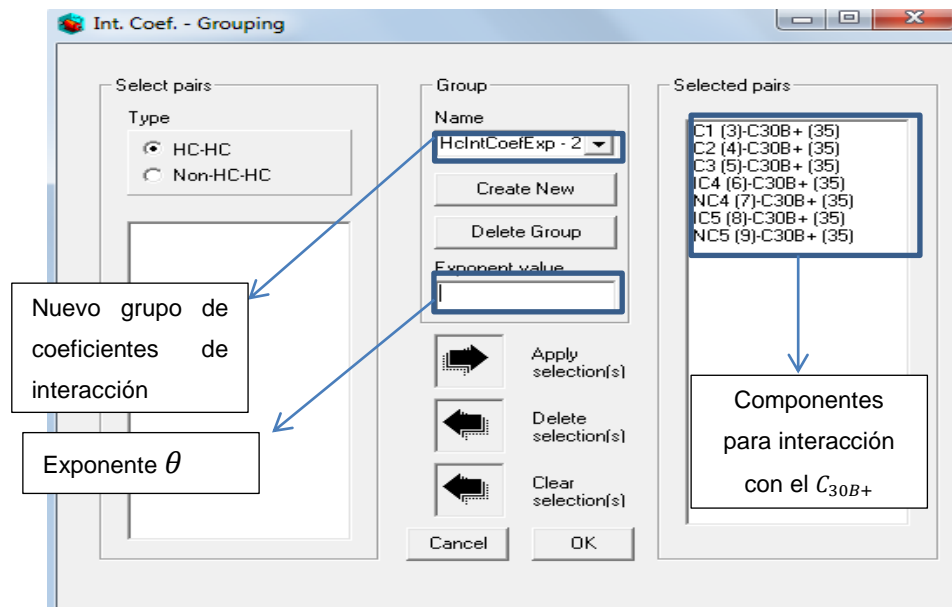 Int. Coef. - Grouping
Select pairs
Type
HC-HC
Non-HC-HC
Group
Name
HcIntCoefExp - 2
Create New
Delete Group
Exponent value
Apply
selection(s)
Delete
selection(s)
Clear
selection(s)
Cancel
OK
Selected pairs
C1 (3)-C30B+ (35)
C2 (4)-C30B+ (35)
C3 (5)-C30B+ (35)
IC4 (6)-C30B+ (35)
NC4 (7)-C30B+ (35)
IC5 (8)-C30B+ (35)
NC5 (9)-C30B+ (35)
Nuevo grupo de
coeficientes de
interacción
Exponente θ
Componentes
para interacción
con el C₃₀B₊